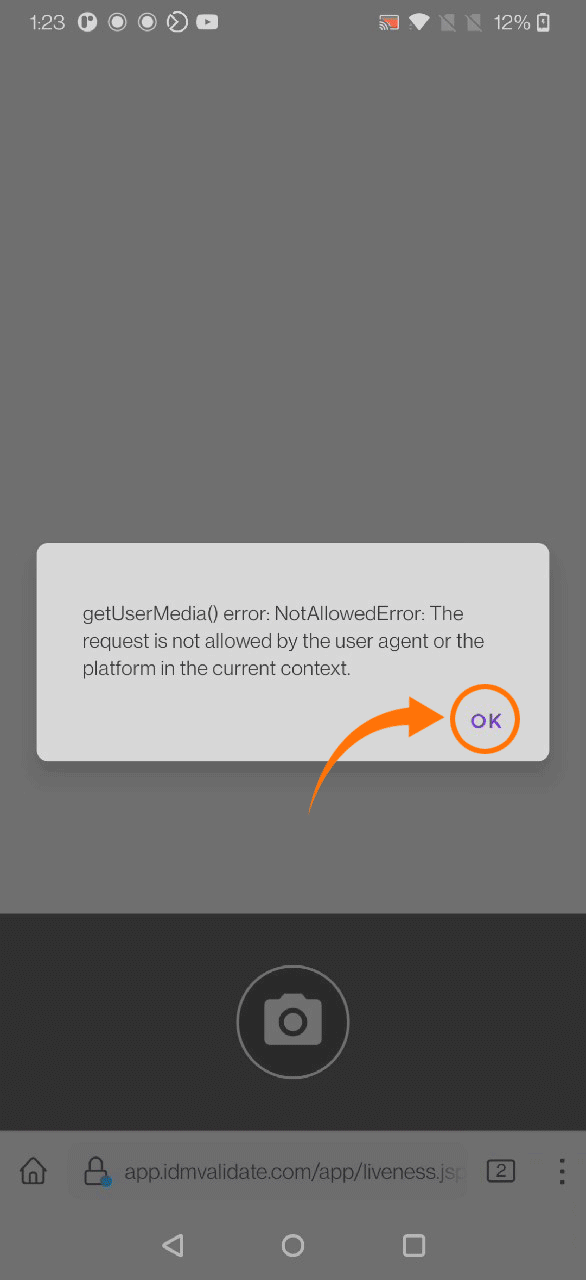 1:23 12%
getUserMedia() error: NotAllowedError: The
request is not allowed by the user agent or the
platform in the current context.
OK
app.idmvalidate.com/app/liveness.jsp
2